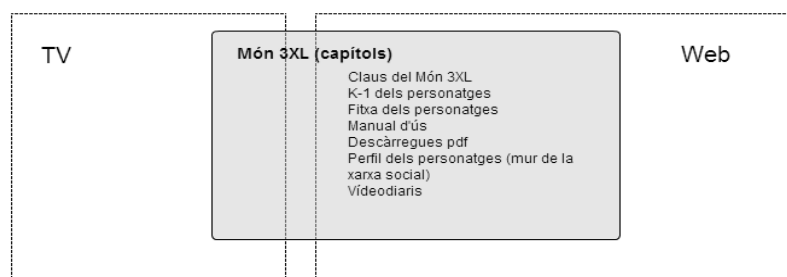 TV
Web
Món 3XL (capítols)
Claus del Món 3XL
K-1 dels personatges
Fitxa dels personatges
Manual d'ús
Descàrregues pdf
Perfil dels personatges (mur de la
xarxa social)
Vídeodiaris